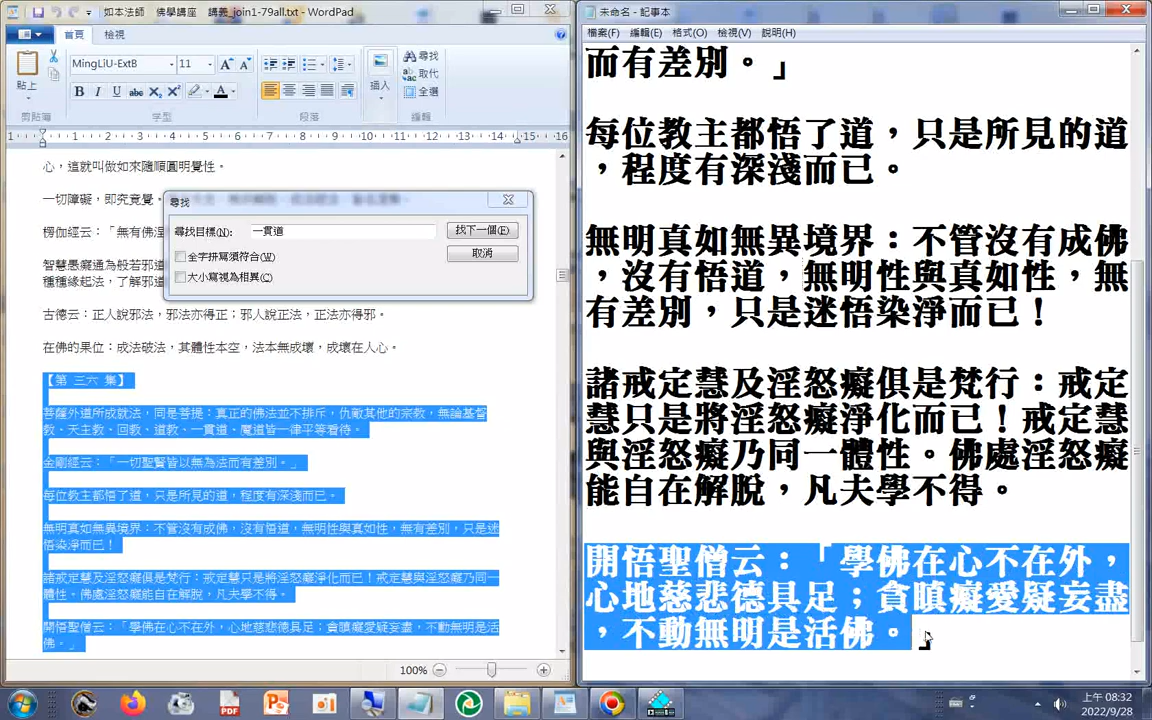 如本法師 佛學講座 講義_join1-79all.txt - WordPad
首頁
檢視
貼上
MingLiU-ExtB
11
B I U abc X₂ X² A
插入
尋找
取代
全選
剪貼簿
字型
段落
編輯
1 1 2 3 4 5 6 7 8 9 10 11 12 13 14 15 16
心，這就叫做如來隨順圓明覺性。
一切障礙，即究竟覺。
楞伽經云：「無有佛涅
智慧愚癡通為般若邪道
種種緣起法，了解邪道
古德云：正人說邪法，邪法亦得正；邪人說正法，正法亦得邪。
在佛的果位：成法破法，其體性本空，法本無成壞，成壞在人心。
【第 三六 集】
菩薩外道所成就法，同是菩提：真正的佛法並不排斥，仇敵其他的宗教，無論基督
教、天主教、回教、道教、一貫道、魔道皆一律平等看待。
金剛經云：「一切聖賢皆以無為法而有差別。」
每位教主都悟了道，只是所見的道，程度有深淺而已。
無明真如無異境界：不管沒有成佛，沒有悟道，無明性與真如性，無有差別，只是迷
悟染淨而已！
諸戒定慧及淫怒癡俱是梵行：戒定慧只是將淫怒癡淨化而已！戒定慧與淫怒癡乃同一
體性。佛處淫怒癡能自在解脫，凡夫學不得。
開悟聖僧云：「學佛在心不在外，心地慈悲德具足；貪瞋癡愛疑妄盡，不動無明是活
佛。」
100%
尋找
尋找目標(N):
一貫道
找下一個(F)
取消
全字拼寫須符合(W)
大小寫視為相異(C)
未命名 - 記事本
檔案(F) 編輯(E) 格式(O) 檢視(V) 說明(H)
而有差別。」
每位教主都悟了道，只是所見的道
，程度有深淺而已。
無明真如無異境界：不管沒有成佛
，沒有悟道，無明性與真如性，無
有差別，只是迷悟染淨而已！
諸戒定慧及淫怒癡俱是梵行：戒定
慧只是將淫怒癡淨化而已！戒定慧
與淫怒癡乃同一體性。佛處淫怒癡
能自在解脫，凡夫學不得。
開悟聖僧云：「學佛在心不在外，
心地慈悲德具足；貪瞋癡愛疑妄盡
，不動無明是活佛。」
PDF
上午 08:32
2022/9/28